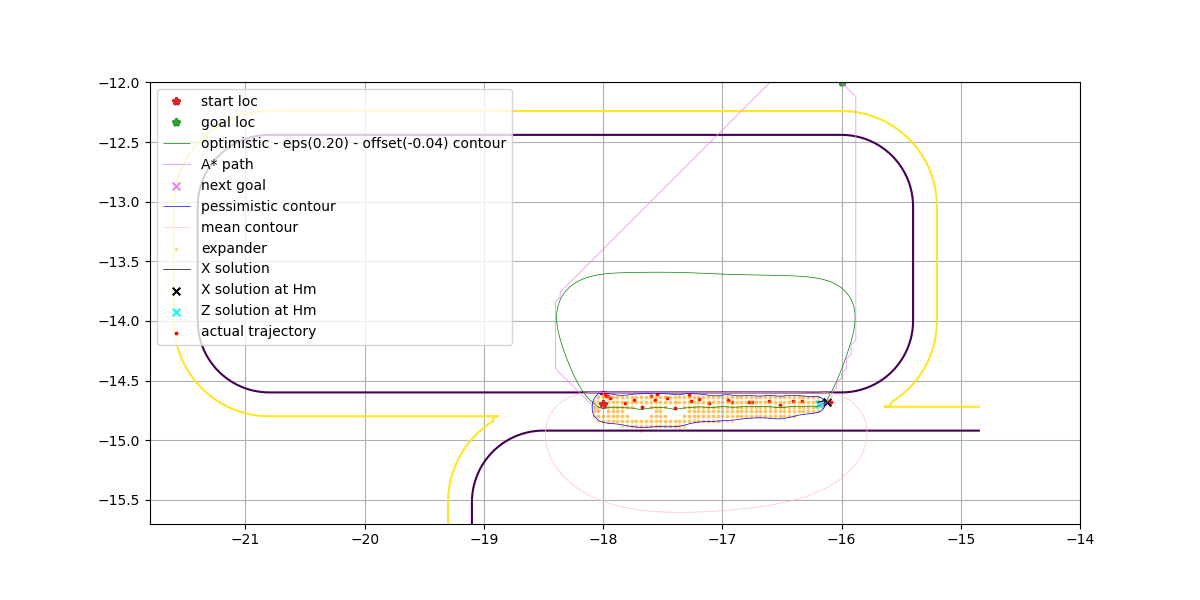 −12.0
−12.5
−13.0
−13.5
−14.0
−14.5
−15.0
−15.5
start loc
goal loc
optimistic - eps(0.20) - offset(-0.04) contour
A* path
next goal
pessimistic contour
mean contour
expander
X solution
X solution at Hm
Z solution at Hm
actual trajectory
−21 −20 −19 −18 −17 −16 −15 −14